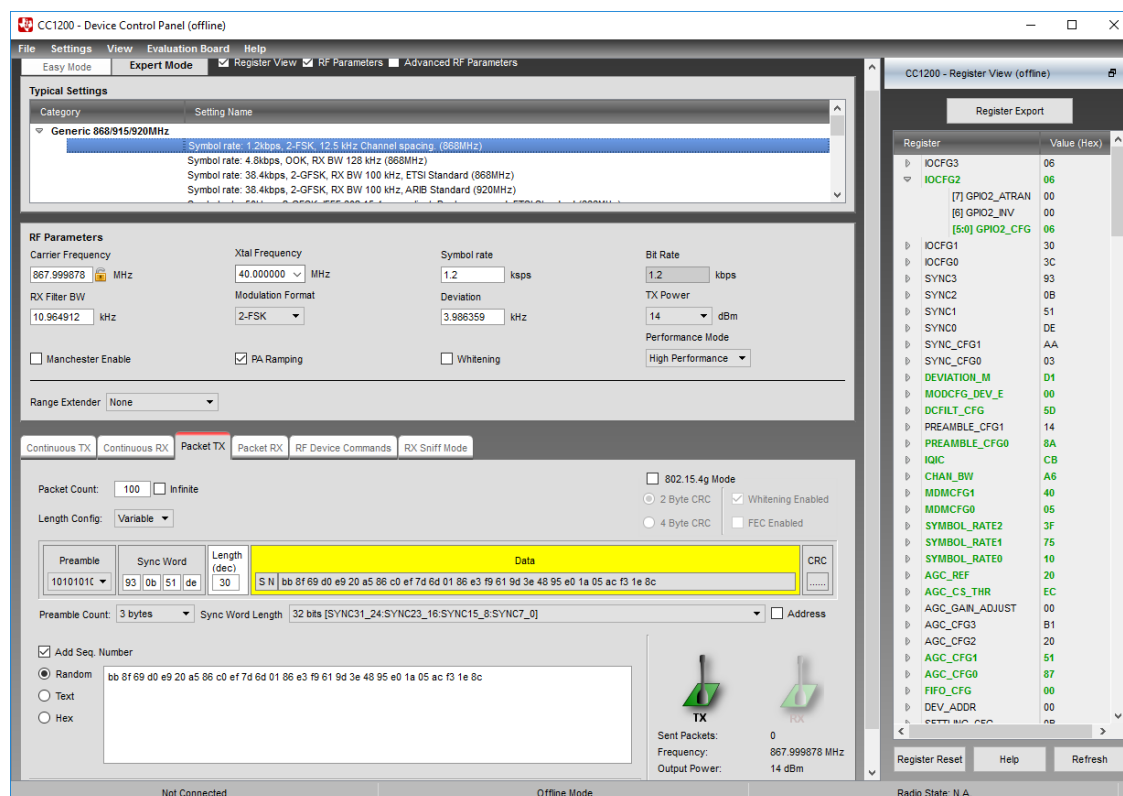 CC1200 - Device Control Panel (offline)
File Settings View Evaluation Board Help
Easy Mode Expert Mode Register View RF Parameters Advanced RF Parameters
Typical Settings
Category Setting Name
Generic 868/915/920MHz
Symbol rate: 1.2kbps, 2-FSK, 12.5 kHz Channel spacing. (868MHz)
Symbol rate: 4.8kbps, OOK, RX BW 128 kHz (868MHz)
Symbol rate: 38.4kbps, 2-GFSK, RX BW 100 kHz, ETSI Standard (868MHz)
Symbol rate: 38.4kbps, 2-GFSK, RX BW 100 kHz, ARIB Standard (920MHz)
RF Parameters
Carrier Frequency Xtal Frequency Symbol rate Bit Rate
867.999878 MHz 40.000000 MHz 1.2 ksps 1.2 kbps
RX Filter BW Modulation Format Deviation TX Power
10.964912 kHz 2-FSK 3.986359 kHz 14 dBm
Performance Mode
Manchester Enable PA Ramping Whitening High Performance
Range Extender None
Continuous TX Continuous RX Packet TX Packet RX RF Device Commands RX Sniff Mode
Packet Count: 100 Infinite
802.15.4g Mode
2 Byte CRC Whitening Enabled
Length Config: Variable
4 Byte CRC FEC Enabled
Preamble Sync Word Length (dec) Data CRC
1010101C 93 0b 51 de 30 S N bb 8f 69 d0 e9 20 a5 86 c0 ef 7d 6d 01 86 e3 f9 61 9d 3e 48 95 e0 1a 05 ac f3 1e 8c ......
Preamble Count: 3 bytes Sync Word Length 32 bits [SYNC31_24:SYNC23_16:SYNC15_8:SYNC7_0] Address
Add Seq. Number
Random
Text
Hex
bb 8f 69 d0 e9 20 a5 86 c0 ef 7d 6d 01 86 e3 f9 61 9d 3e 48 95 e0 1a 05 ac f3 1e 8c
TX RX
Sent Packets: 0
Frequency: 867.999878 MHz
Output Power: 14 dBm
CC1200 - Register View (offline)
Register Export
Register Value (Hex)
IOCFG3 06
IOCFG2 06
[7] GPIO2_ATRAN 00
[6] GPIO2_INV 00
[5:0] GPIO2_CFG 06
IOCFG1 30
IOCFG0 3C
SYNC3 93
SYNC2 0B
SYNC1 51
SYNC0 DE
SYNC_CFG1 AA
SYNC_CFG0 03
DEVIATION_M D1
MODCFG_DEV_E 00
DCFILT_CFG 5D
PREAMBLE_CFG1 14
PREAMBLE_CFG0 8A
IQIC CB
CHAN_BW A6
MDMCFG1 40
MDMCFG0 05
SYMBOL_RATE2 3F
SYMBOL_RATE1 75
SYMBOL_RATE0 10
AGC_REF 20
AGC_CS_THR EC
AGC_GAIN_ADJUST 00
AGC_CFG3 B1
AGC_CFG2 20
AGC_CFG1 51
AGC_CFG0 87
FIFO_CFG 00
DEV_ADDR 00
SETTLING_CFG 0B
Register Reset Help Refresh
Not Connected Offline Mode Radio State: N.A.